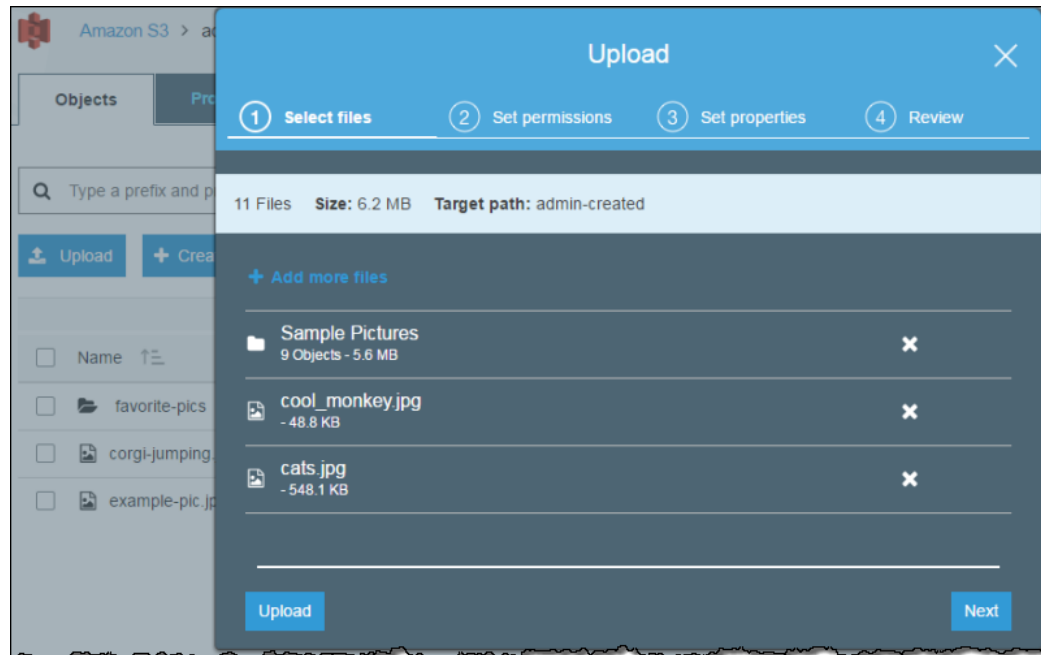 Amazon S3 >
Upload
Objects
1 Select files
2 Set permissions
3 Set properties
4 Review
Type a prefix and
11 Files Size: 6.2 MB Target path: admin-created
Upload
+ Add more files
Sample Pictures
9 Objects - 5.6 MB
Name
cool_monkey.jpg
- 48.8 KB
favorite-pics
corgi-jumping.
cats.jpg
- 548.1 KB
example-pic.jp
Upload
Next